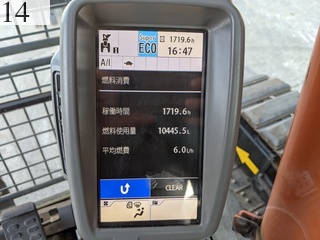 14
SUPER ECO 1719.6h
16:47
A/I
燃料消費
稼働時間 1719.6h
燃料使用量 10445.5L
平均燃費 6.0L/h
CLEAR